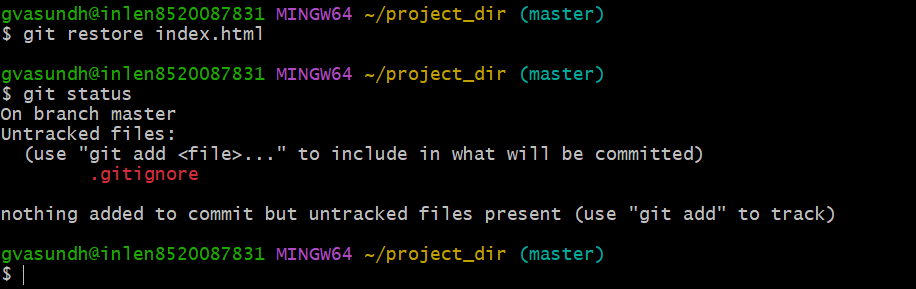 gvasundh@inlen8520087831 MINGW64 ~/project_dir (master)
$ git restore index.html
gvasundh@inlen8520087831 MINGW64 ~/project_dir (master)
$ git status
On branch master
Untracked files:
  (use "git add <file>..." to include in what will be committed)
        .gitignore
nothing added to commit but untracked files present (use "git add" to track)
gvasundh@inlen8520087831 MINGW64 ~/project_dir (master)
$